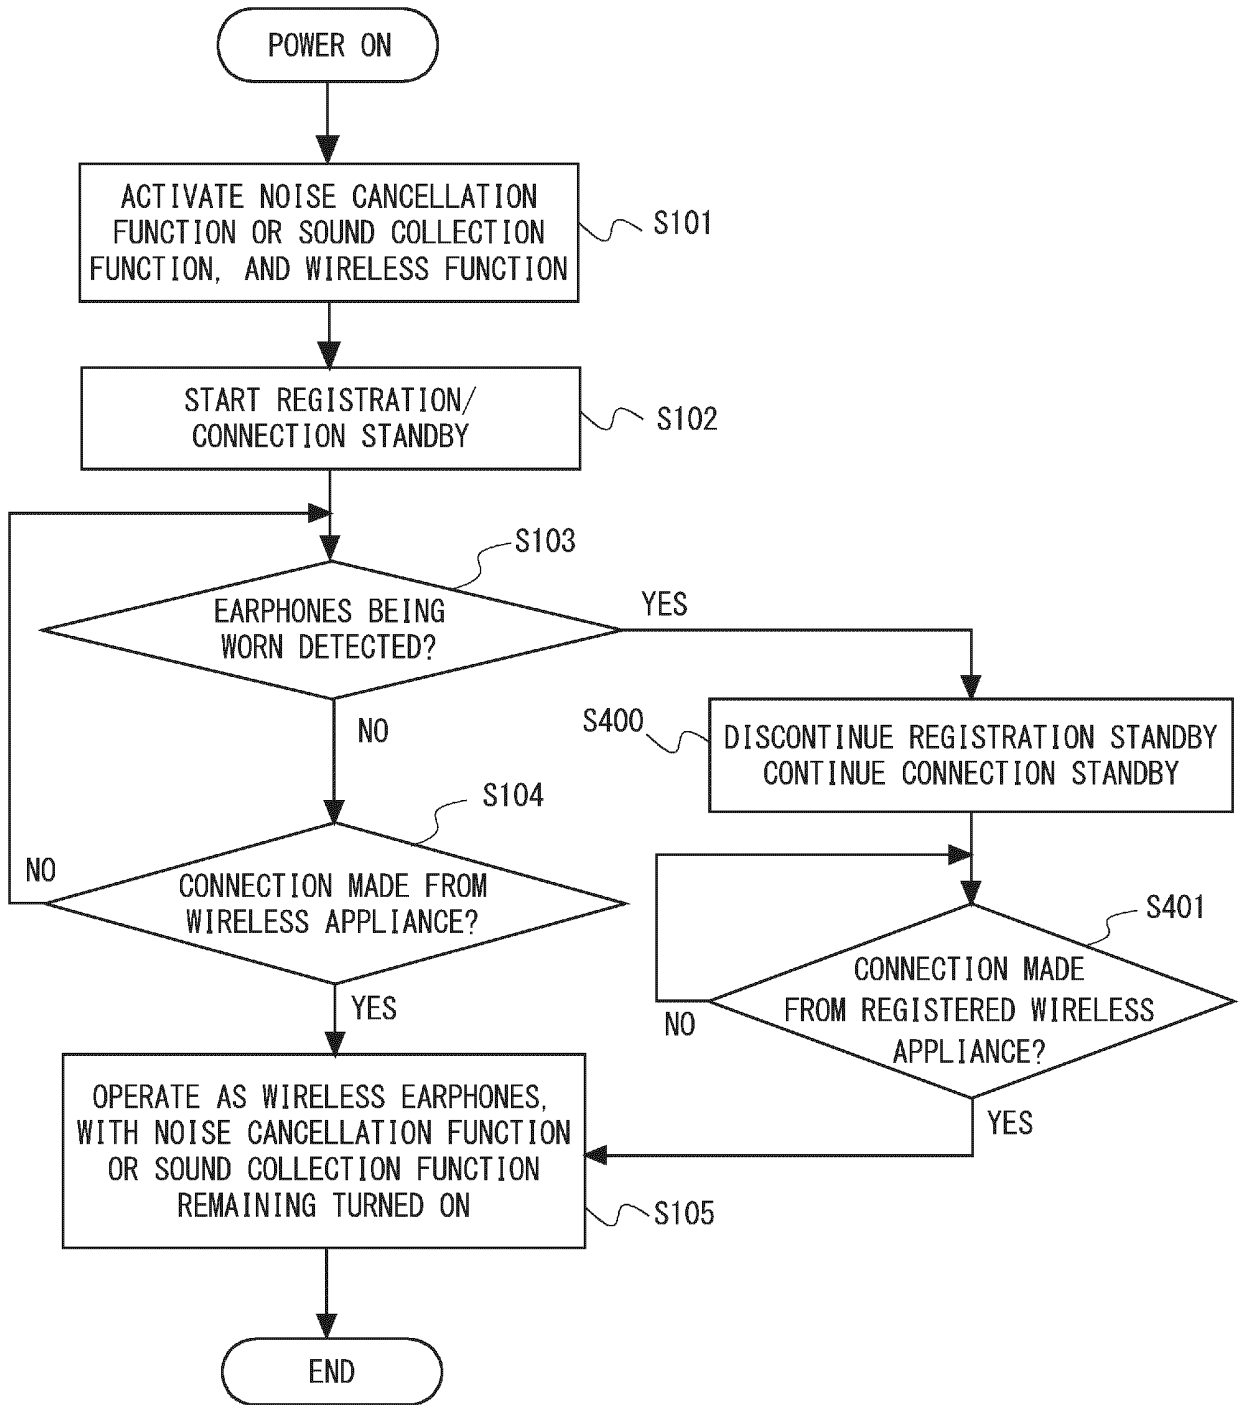 POWER ON
ACTIVATE NOISE CANCELLATION
FUNCTION OR SOUND COLLECTION
FUNCTION, AND WIRELESS FUNCTION
S101
START REGISTRATION/
CONNECTION STANDBY
S102
S103
EARPHONES BEING
WORN DETECTED?
YES
NO
S400
DISCONTINUE REGISTRATION STANDBY
CONTINUE CONNECTION STANDBY
S104
NO
CONNECTION MADE FROM
WIRELESS APPLIANCE?
YES
S401
CONNECTION MADE
FROM REGISTERED WIRELESS
APPLIANCE?
NO
YES
OPERATE AS WIRELESS EARPHONES,
WITH NOISE CANCELLATION FUNCTION
OR SOUND COLLECTION FUNCTION
REMAINING TURNED ON
S105
END